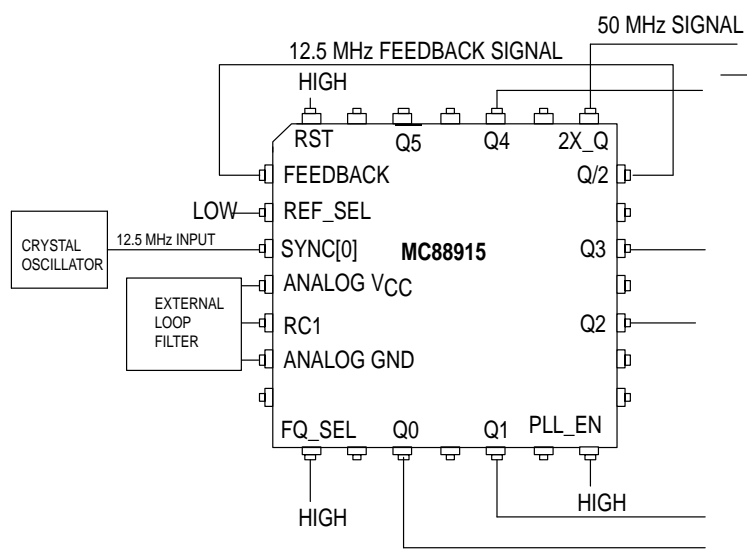 50 MHz SIGNAL
12.5 MHz FEEDBACK SIGNAL
HIGH
RST
Q5
Q4
2X_Q
FEEDBACK
Q/2
LOW
REF_SEL
CRYSTAL
OSCILLATOR
12.5 MHz INPUT
SYNC[0]
MC88915
Q3
ANALOG VCC
EXTERNAL
LOOP
FILTER
RC1
Q2
ANALOG GND
FQ_SEL
Q0
Q1
PLL_EN
HIGH
HIGH